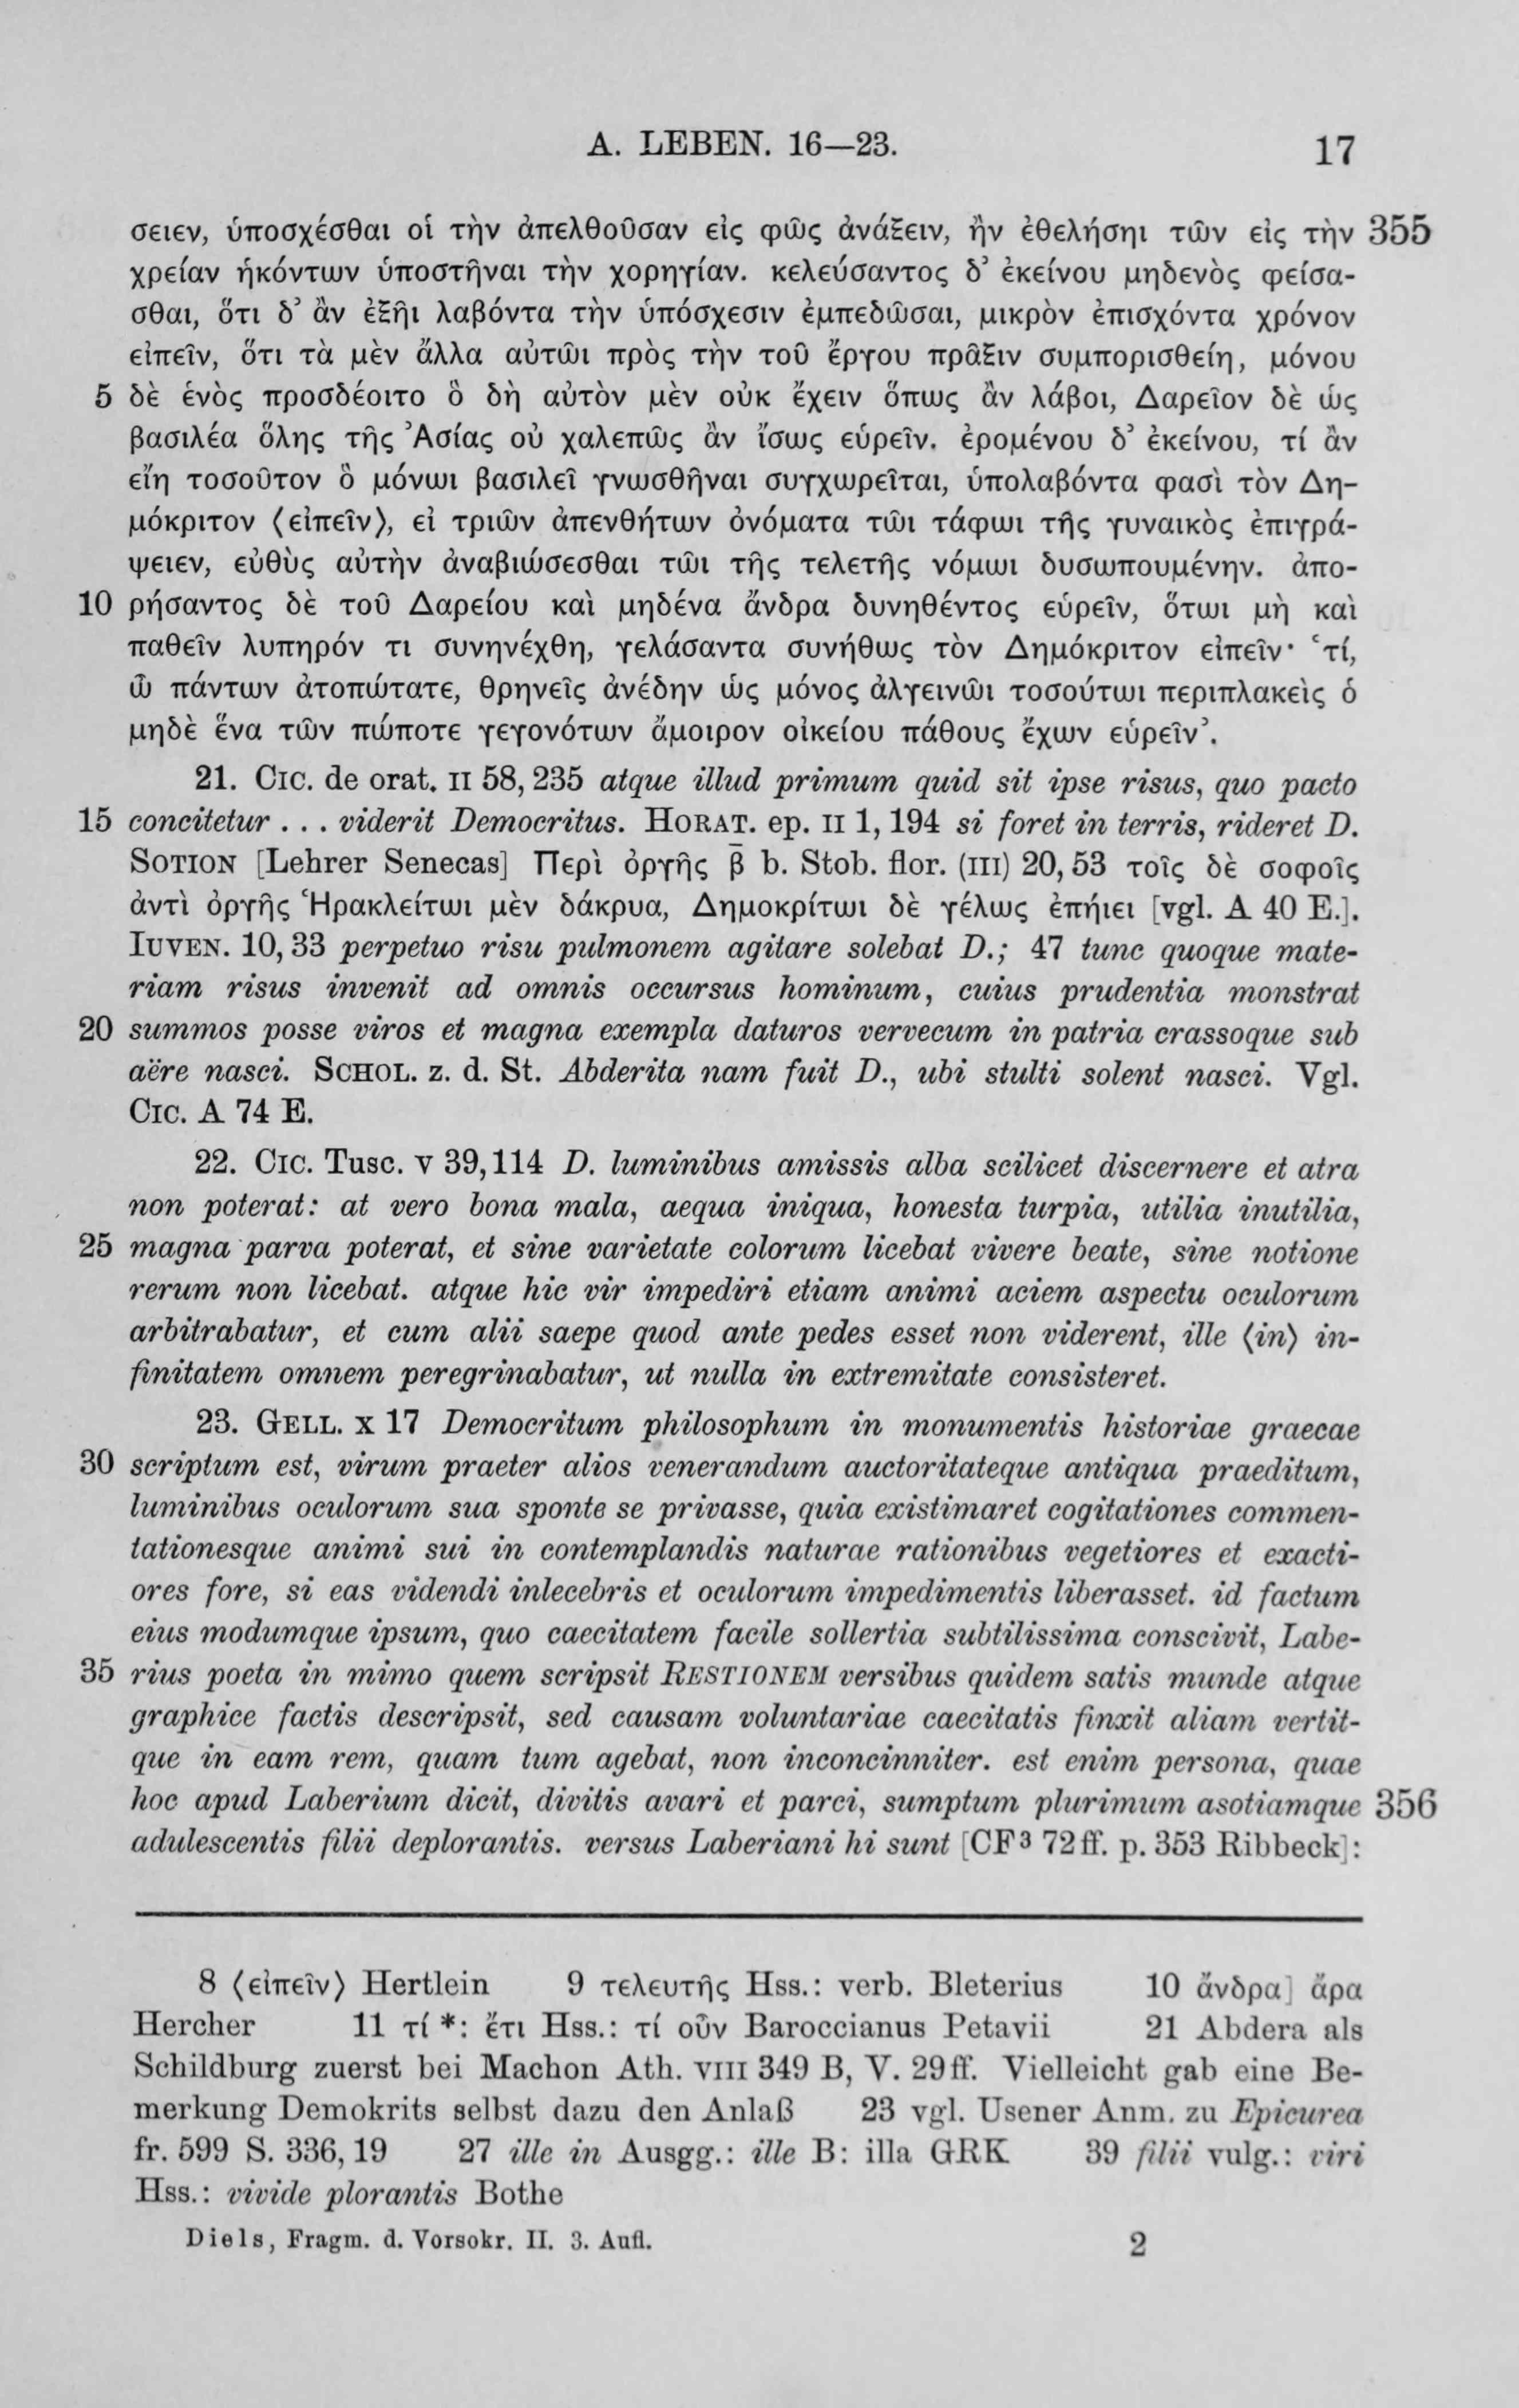 A. LEBEN. 16—23. 17
σειεν, ὑποσχέσθαι οἱ τὴν ἀπελθοῦσαν εἰς φῶς ἀνάξειν, ἢν ἐθελήσηι τῶν εἰς τὴν 355
χρείαν ἡκόντων ὑποστῆναι τὴν χορηγίαν. κελεύσαντος δ’ ἐκείνου μηδενὸς φείσα-
σθαι, ὅτι δ’ ἂν ἐξῆι λαβόντα τὴν ὑπόσχεσιν ἐμπεδῶσαι, μικρὸν ἐπισχόντα χρόνον
εἰπεῖν, ὅτι τὰ μὲν ἄλλα αὐτῶι πρὸς τὴν τοῦ ἔργου πρᾶξιν συμπορισθείη, μόνου
5 δὲ ἑνὸς προσδέοιτο ὃ δὴ αὐτὸν μὲν οὐκ ἔχειν ὅπως ἂν λάβοι, Δαρεῖον δὲ ὡς
βασιλέα ὅλης τῆς Ἀσίας οὐ χαλεπῶς ἂν ἴσως εὑρεῖν. ἐρομένου δ’ ἐκείνου, τί ἂν
εἴη τοσοῦτον ὃ μόνωι βασιλεῖ γνωσθῆναι συγχωρεῖται, ὑπολαβόντα φασὶ τὸν Δη-
μόκριτον ⟨εἰπεῖν⟩, εἰ τριῶν ἀπενθήτων ὀνόματα τῶι τάφωι τῆς γυναικὸς ἐπιγρά-
ψειεν, εὐθὺς αὐτὴν ἀναβιώσεσθαι τῶι τῆς τελετῆς νόμωι δυσωπουμένην. ἀπο-
10 ρήσαντος δὲ τοῦ Δαρείου καὶ μηδένα ἄνδρα δυνηθέντος εὑρεῖν, ὅτωι μὴ καὶ
παθεῖν λυπηρόν τι συνηνέχθη, γελάσαντα συνήθως τὸν Δημόκριτον εἰπεῖν· ‘τί,
ὦ πάντων ἀτοπώτατε, θρηνεῖς ἀνέδην ὡς μόνος ἀλγεινῶι τοσούτωι περιπλακεὶς ὁ
μηδὲ ἕνα τῶν πώποτε γεγονότων ἄμοιρον οἰκείου πάθους ἔχων εὑρεῖν’.
21. CIC. de orat. II 58, 235 atque illud primum quid sit ipse risus, quo pacto
15 concitetur . . . viderit Democritus. HORAT. ep. II 1, 194 si foret in terris, rideret D.
SOTION [Lehrer Senecas] Περὶ ὀργῆς β̄ b. Stob. flor. (III) 20, 53 τοῖς δὲ σοφοῖς
ἀντὶ ὀργῆς Ἡρακλείτωι μὲν δάκρυα, Δημοκρίτωι δὲ γέλως ἐπήιει [vgl. A 40 E.].
IUVEN. 10, 33 perpetuo risu pulmonem agitare solebat D.; 47 tunc quoque mate-
riam risus invenit ad omnis occursus hominum, cuius prudentia monstrat
20 summos posse viros et magna exempla daturos vervecum in patria crassoque sub
aëre nasci. SCHOL. z. d. St. Abderita nam fuit D., ubi stulti solent nasci. Vgl.
CIC. A 74 E.
22. CIC. Tusc. V 39, 114 D. luminibus amissis alba scilicet discernere et atra
non poterat: at vero bona mala, aequa iniqua, honesta turpia, utilia inutilia,
25 magna parva poterat, et sine varietate colorum licebat vivere beate, sine notione
rerum non licebat. atque hic vir impediri etiam animi aciem aspectu oculorum
arbitrabatur, et cum alii saepe quod ante pedes esset non viderent, ille ⟨in⟩ in-
finitatem omnem peregrinabatur, ut nulla in extremitate consisteret.
23. GELL. X 17 Democritum philosophum in monumentis historiae graecae
30 scriptum est, virum praeter alios venerandum auctoritateque antiqua praeditum,
luminibus oculorum sua sponte se privasse, quia existimaret cogitationes commen-
tationesque animi sui in contemplandis naturae rationibus vegetiores et exacti-
ores fore, si eas videndi inlecebris et oculorum impedimentis liberasset. id factum
eius modumque ipsum, quo caecitatem facile sollertia subtilissima conscivit, Labe-
35 rius poeta in mimo quem scripsit RESTIONEM versibus quidem satis munde atque
graphice factis descripsit, sed causam voluntariae caecitatis finxit aliam vertit-
que in eam rem, quam tum agebat, non inconcinniter. est enim persona, quae
hoc apud Laberium dicit, divitis avari et parci, sumptum plurimum asotiamque 356
adulescentis filii deplorantis. versus Laberiani hi sunt [CF³ 72 ff. p. 353 Ribbeck]:
8 ⟨εἰπεῖν⟩ Hertlein 9 τελευτῆς Hss.: verb. Bleterius 10 ἄνδρα] ἄρα
Hercher 11 τί *: ἔτι Hss.: τί οὖν Baroccianus Petavii 21 Abdera als
Schildburg zuerst bei Machon Ath. VIII 349 B, V. 29 ff. Vielleicht gab eine Be-
merkung Demokrits selbst dazu den Anlaß 23 vgl. Usener Anm. zu Epicurea
fr. 599 S. 336, 19 27 ille in Ausgg.: ille B: illa GRK 39 filii vulg.: viri
Hss.: vivide plorantis Bothe
Diels, Fragm. d. Vorsokr. II. 3. Aufl. 2